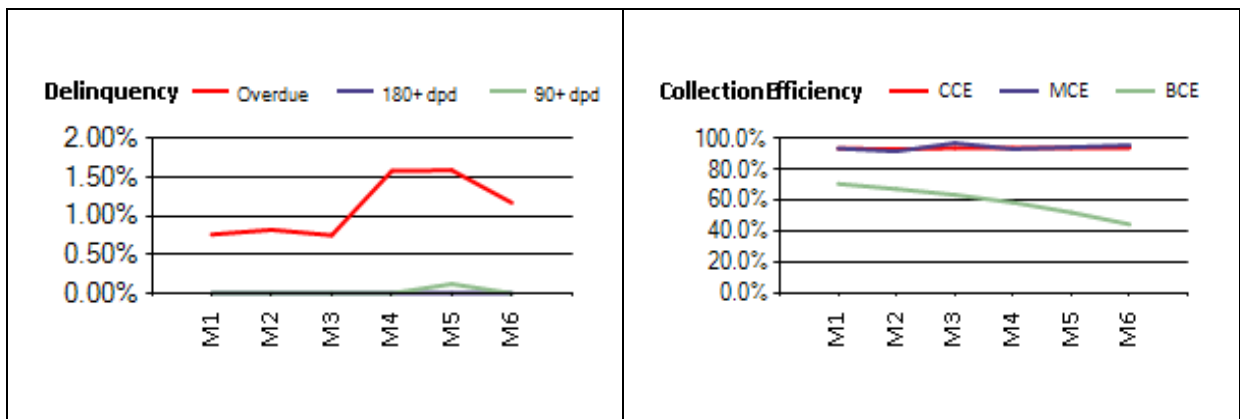 Delinquency Overdue 180+ dpd 90+ dpd
2.00%
1.50%
1.00%
0.50%
0.00%
M1 M2 M3 M4 M5 M6
Collection Efficiency CCE MCE BCE
100.0%
80.0%
60.0%
40.0%
20.0%
0.0%
M1 M2 M3 M4 M5 M6